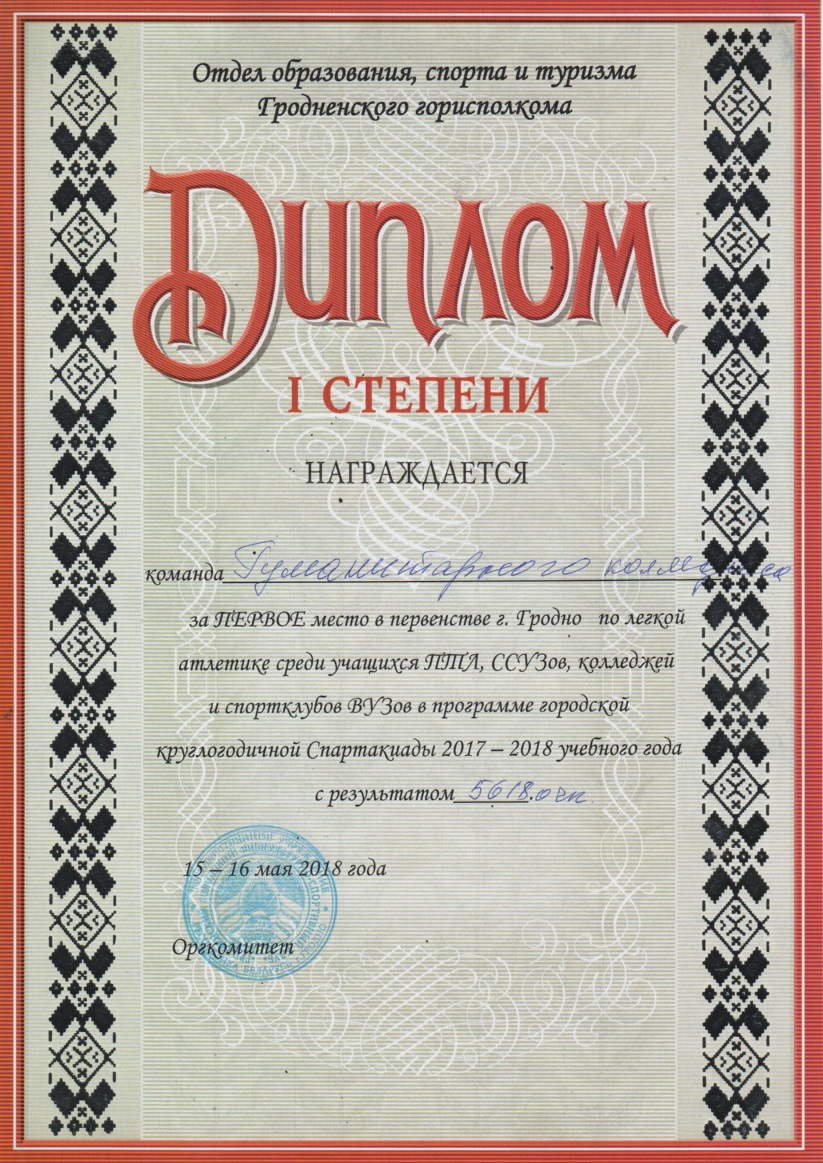 Отдел образования, спорта и туризма
Гродненского горисполкома
Диплом
I СТЕПЕНИ
НАГРАЖДАЕТСЯ
команда Гуманитарного колледжа
за ПЕРВОЕ место в первенстве г. Гродно по легкой
атлетике среди учащихся ПТЛ, ССУЗов, колледжей
и спортклубов ВУЗов в программе городской
круглогодичной Спартакиады 2017 – 2018 учебного года
с результатом 5618.очк.
15 – 16 мая 2018 года
Оргкомитет